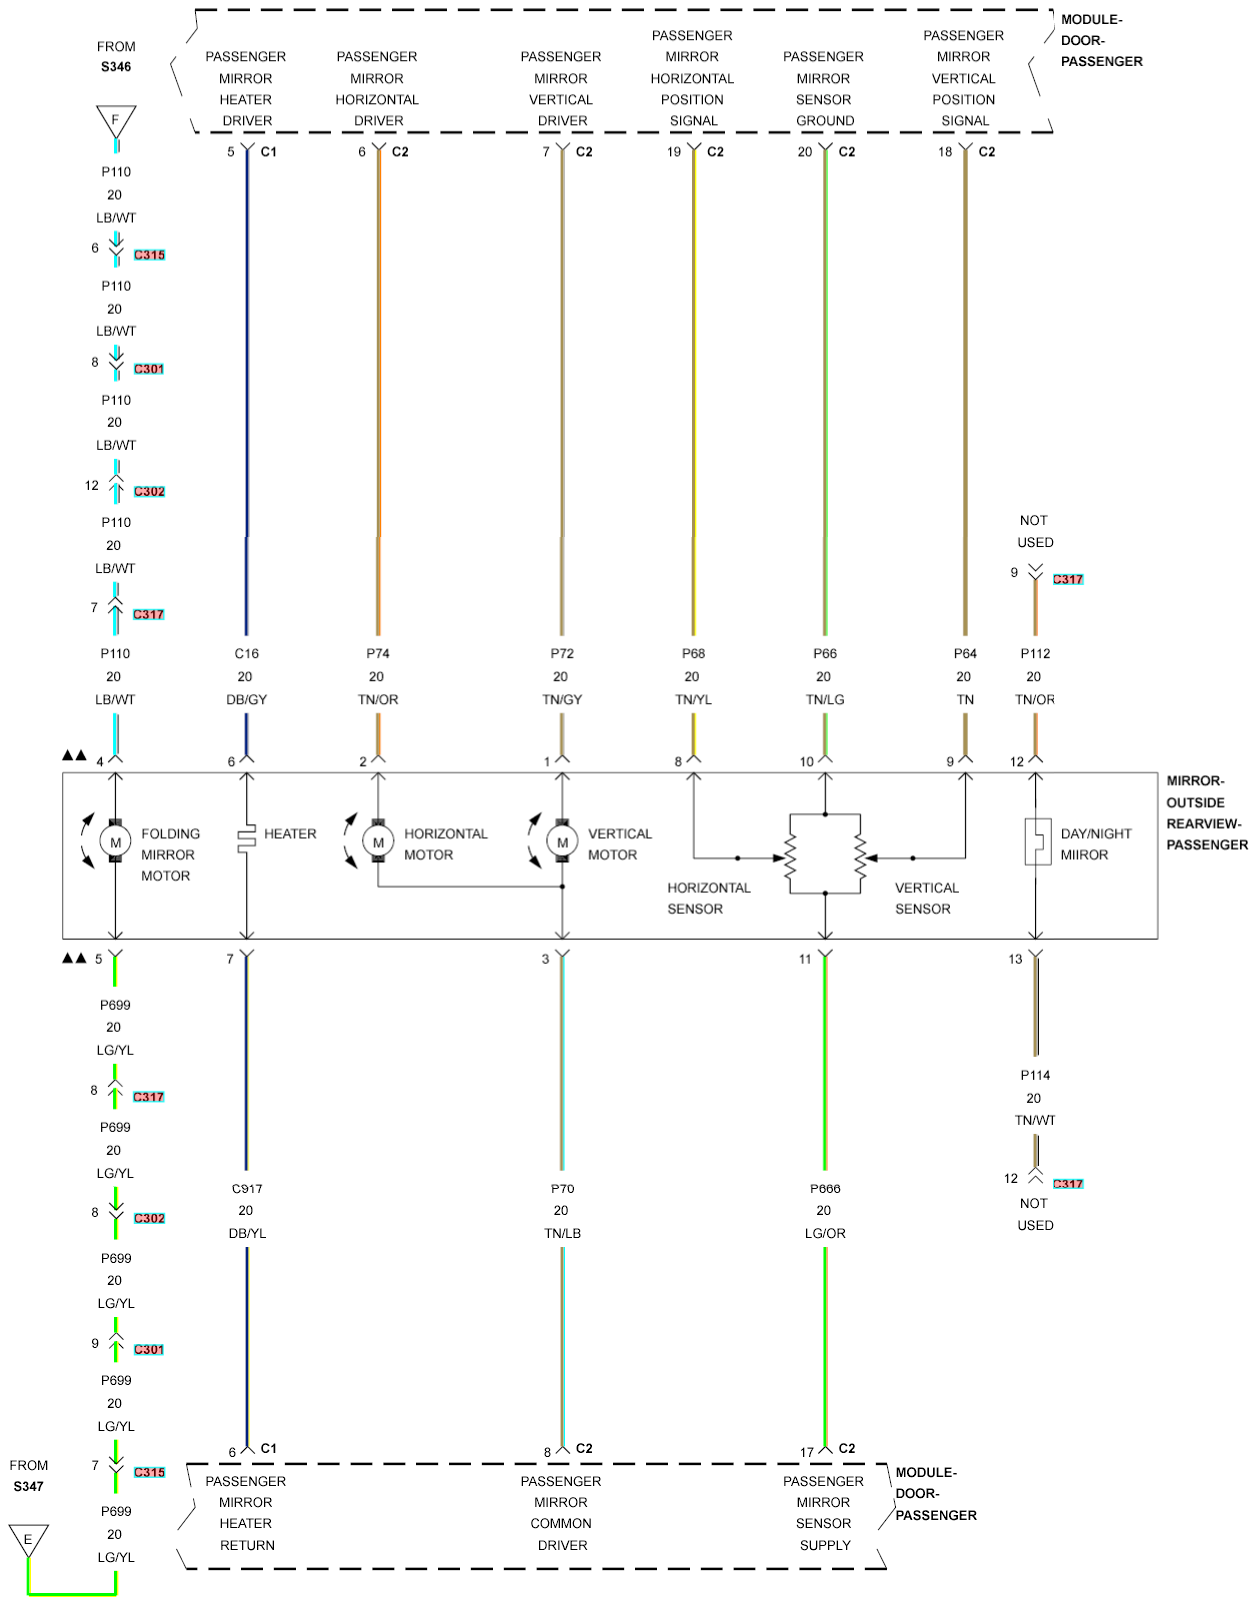 FROM
S346
F
MODULE-
DOOR-
PASSENGER
PASSENGER
MIRROR
HEATER
DRIVER
PASSENGER
MIRROR
HORIZONTAL
DRIVER
PASSENGER
MIRROR
VERTICAL
DRIVER
PASSENGER
MIRROR
HORIZONTAL
POSITION
SIGNAL
PASSENGER
MIRROR
SENSOR
GROUND
PASSENGER
MIRROR
VERTICAL
POSITION
SIGNAL
5 C1
6 C2
7 C2
19 C2
20 C2
18 C2
P110
20
LB/WT
6 C315
P110
20
LB/WT
8 C301
P110
20
LB/WT
12 C302
P110
20
LB/WT
7 C317
NOT
USED
9 C317
P110
20
LB/WT
C16
20
DB/GY
P74
20
TN/OR
P72
20
TN/GY
P68
20
TN/YL
P66
20
TN/LG
P64
20
TN
P112
20
TN/OR
▲▲ 4
6
2
1
8
10
9
12
MIRROR-
OUTSIDE
REARVIEW-
PASSENGER
M
FOLDING
MIRROR
MOTOR
HEATER
M
HORIZONTAL
MOTOR
M
VERTICAL
MOTOR
HORIZONTAL
SENSOR
VERTICAL
SENSOR
DAY/NIGHT
MIIROR
▲▲ 5
7
3
11
13
P699
20
LG/YL
8 C317
P699
20
LG/YL
8 C302
P699
20
LG/YL
9 C301
P699
20
LG/YL
7 C315
P699
20
LG/YL
C917
20
DB/YL
P70
20
TN/LB
P666
20
LG/OR
P114
20
TN/WT
12 C317
NOT
USED
6 C1
8 C2
17 C2
FROM
S347
E
PASSENGER
MIRROR
HEATER
RETURN
PASSENGER
MIRROR
COMMON
DRIVER
PASSENGER
MIRROR
SENSOR
SUPPLY
MODULE-
DOOR-
PASSENGER